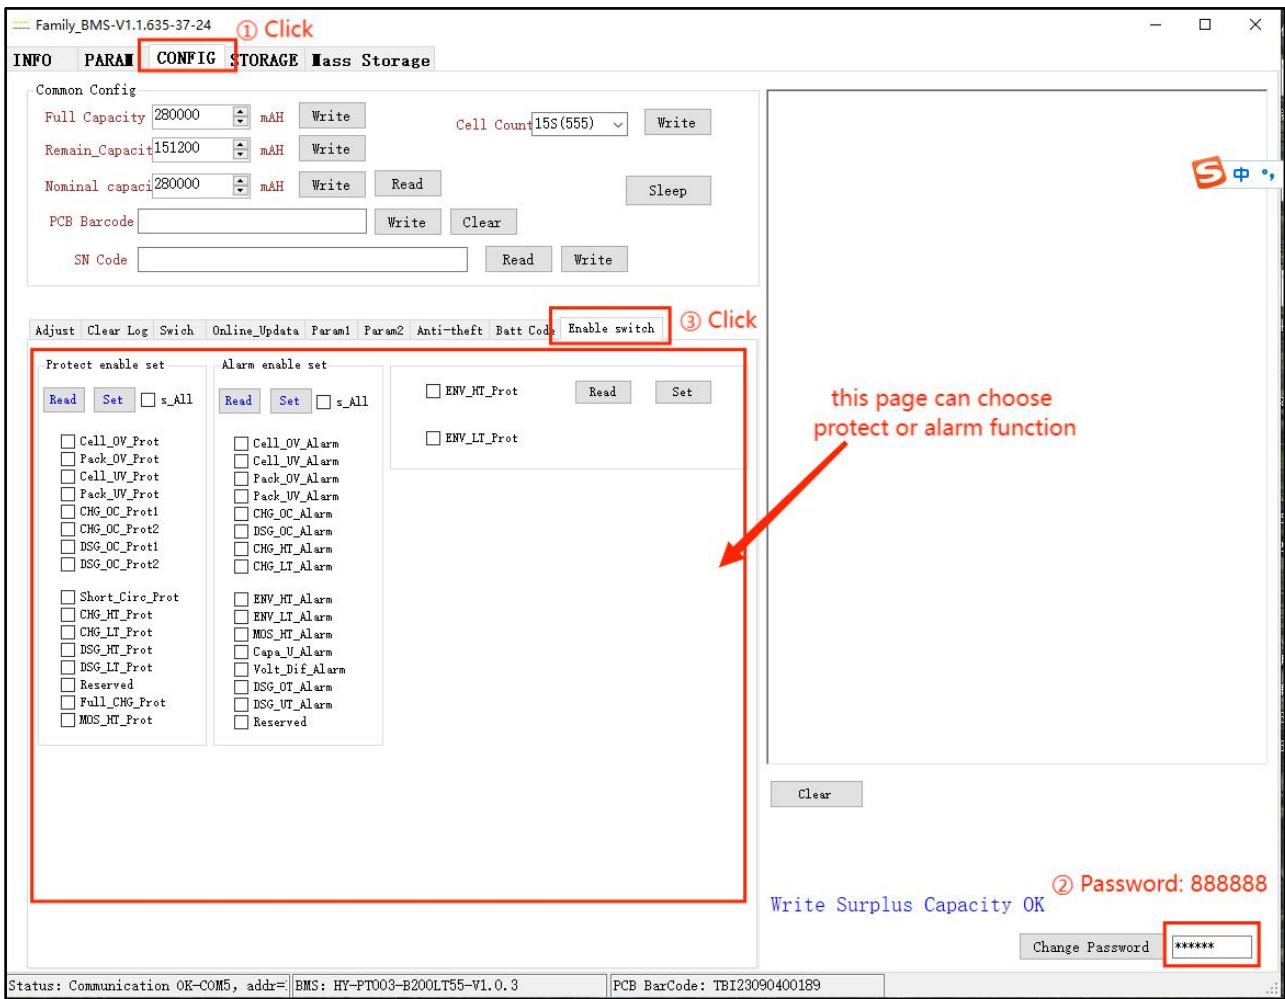 Family_BMS-V1.1.635-37-24
① Click
INFO PARAM CONFIG STORAGE Mass Storage
Common Config
Full Capacity 280000 mAH Write
Cell Count 15S(555) Write
Remain_Capacit 151200 mAH Write
Nominal capaci 280000 mAH Write Read
Sleep
PCB Barcode Write Clear
SN Code Read Write
中
③ Click
Adjust Clear Log Swich Online_Updata Param1 Param2 Anti-theft Batt Code Enable switch
Protect enable set
Read Set s_All
Cell_OV_Prot
Pack_OV_Prot
Cell_UV_Prot
Pack_UV_Prot
CHG_OC_Prot1
CHG_OC_Prot2
DSG_OC_Prot1
DSG_OC_Prot2
Short_Circ_Prot
CHG_HT_Prot
CHG_LT_Prot
DSG_HT_Prot
DSG_LT_Prot
Reserved
Full_CHG_Prot
MOS_HT_Prot
Alarm enable set
Read Set s_All
Cell_OV_Alarm
Cell_UV_Alarm
Pack_OV_Alarm
Pack_UV_Alarm
CHG_OC_Alarm
DSG_OC_Alarm
CHG_HT_Alarm
CHG_LT_Alarm
ENV_HT_Alarm
ENV_LT_Alarm
MOS_HT_Alarm
Capa_U_Alarm
Volt_Dif_Alarm
DSG_OT_Alarm
DSG_UT_Alarm
Reserved
ENV_HT_Prot Read Set
ENV_LT_Prot
this page can choose
protect or alarm function
Clear
② Password: 888888
Write Surplus Capacity OK
Change Password ******
Status: Communication OK-COM5, addr=
BMS: HY-PT003-B200LT55-V1.0.3
PCB BarCode: TBI23090400189